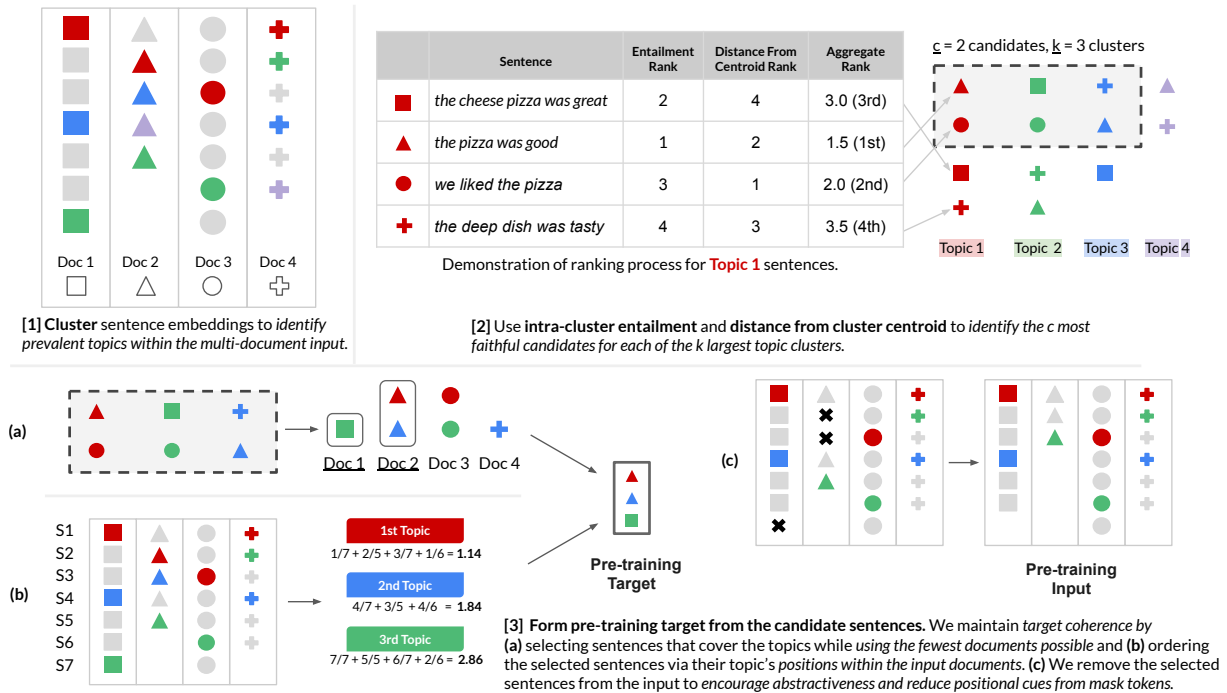 Doc 1 Doc 2 Doc 3 Doc 4
[1] Cluster sentence embeddings to identify
prevalent topics within the multi-document input.
Sentence Entailment Rank Distance From Centroid Rank Aggregate Rank
the cheese pizza was great 2 4 3.0 (3rd)
the pizza was good 1 2 1.5 (1st)
we liked the pizza 3 1 2.0 (2nd)
the deep dish was tasty 4 3 3.5 (4th)
Demonstration of ranking process for Topic 1 sentences.
c = 2 candidates, k = 3 clusters
Topic 1 Topic 2 Topic 3 Topic 4
[2] Use intra-cluster entailment and distance from cluster centroid to identify the c most
faithful candidates for each of the k largest topic clusters.
(a)
Doc 1 Doc 2 Doc 3 Doc 4
(b)
S1
S2
S3
S4
S5
S6
S7
1st Topic
1/7 + 2/5 + 3/7 + 1/6 = 1.14
2nd Topic
4/7 + 3/5 + 4/6 = 1.84
3rd Topic
7/7 + 5/5 + 6/7 + 2/6 = 2.86
Pre-training
Target
(c)
Pre-training
Input
[3] Form pre-training target from the candidate sentences. We maintain target coherence by
(a) selecting sentences that cover the topics while using the fewest documents possible and (b) ordering
the selected sentences via their topic's positions within the input documents. (c) We remove the selected
sentences from the input to encourage abstractiveness and reduce positional cues from mask tokens.